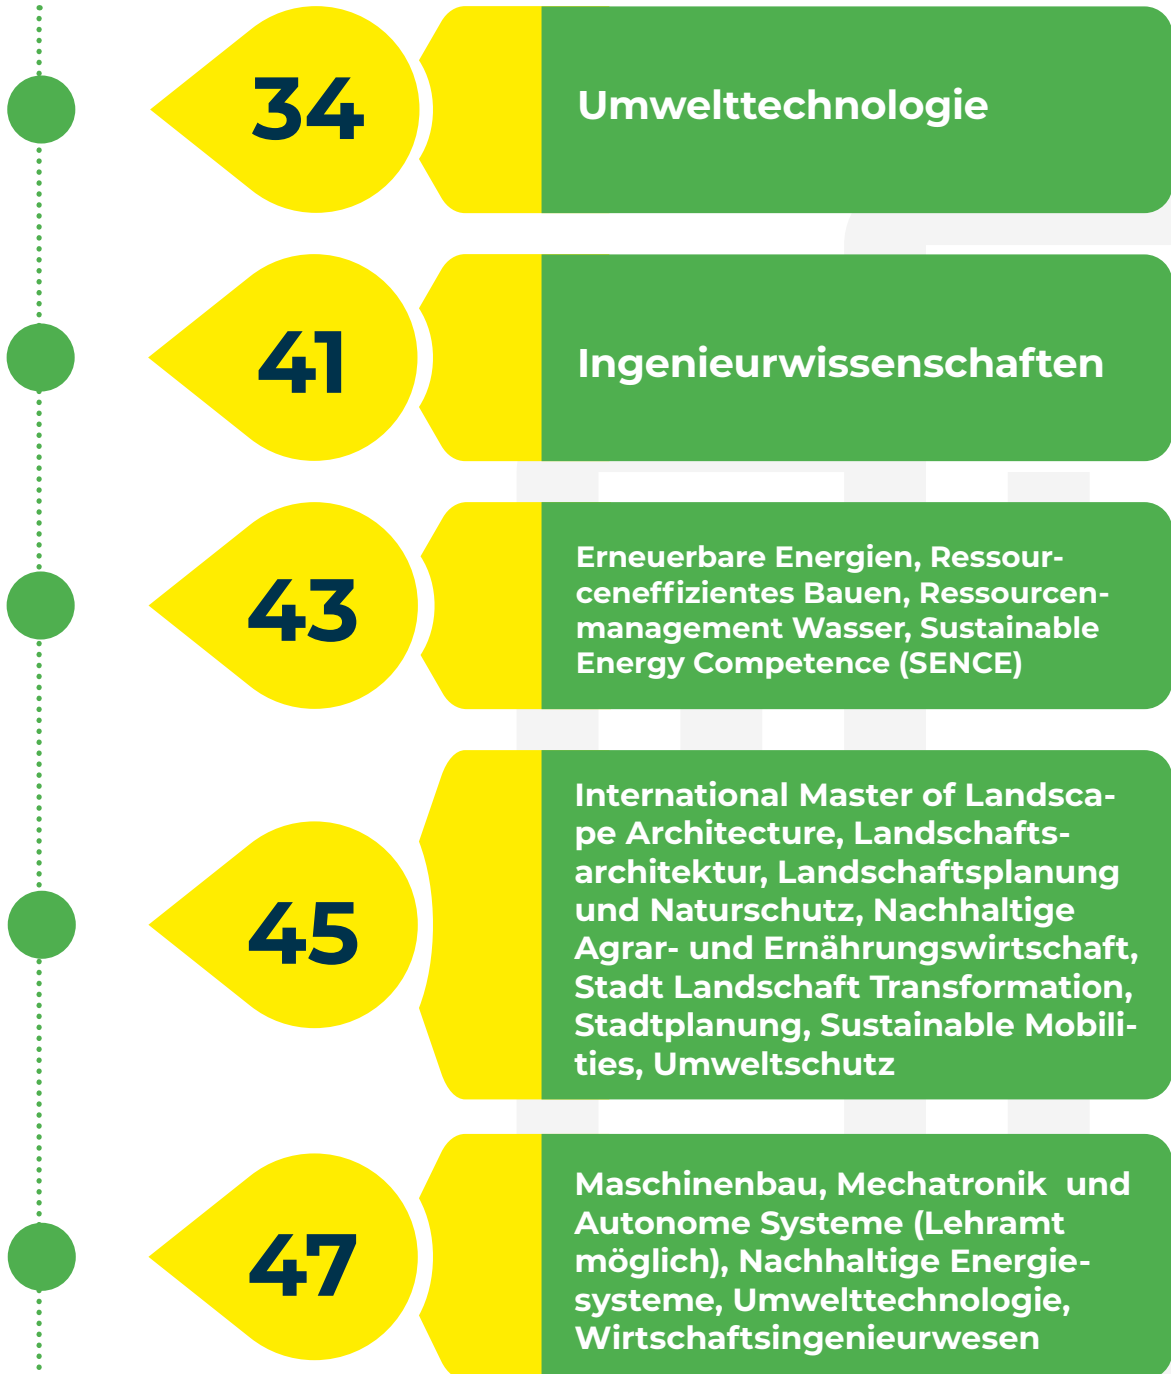 34
Umwelttechnologie
41
Ingenieurwissenschaften
43
Erneuerbare Energien, Ressour-
ceneffizientes Bauen, Ressourcen-
management Wasser, Sustainable
Energy Competence (SENCE)
45
International Master of Landsca-
pe Architecture, Landschafts-
architektur, Landschaftsplanung
und Naturschutz, Nachhaltige
Agrar- und Ernährungswirtschaft,
Stadt Landschaft Transformation,
Stadtplanung, Sustainable Mobili-
ties, Umweltschutz
47
Maschinenbau, Mechatronik und
Autonome Systeme (Lehramt
möglich), Nachhaltige Energie-
systeme, Umwelttechnologie,
Wirtschaftsingenieurwesen